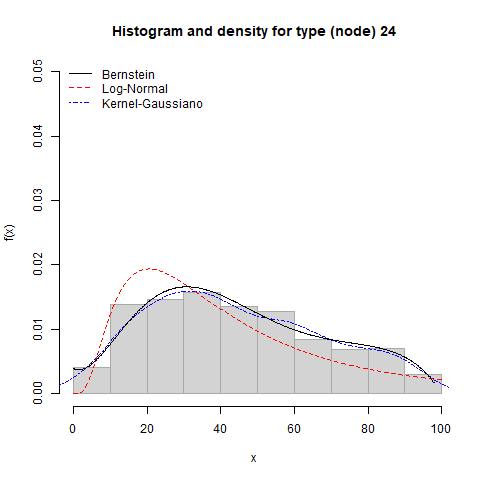 Histogram and density for type (node) 24
Bernstein
Log-Normal
Kernel-Gaussiano
0.05
0.04
0.03
0.02
0.01
0.00
f(x)
0 20 40 60 80 100
x